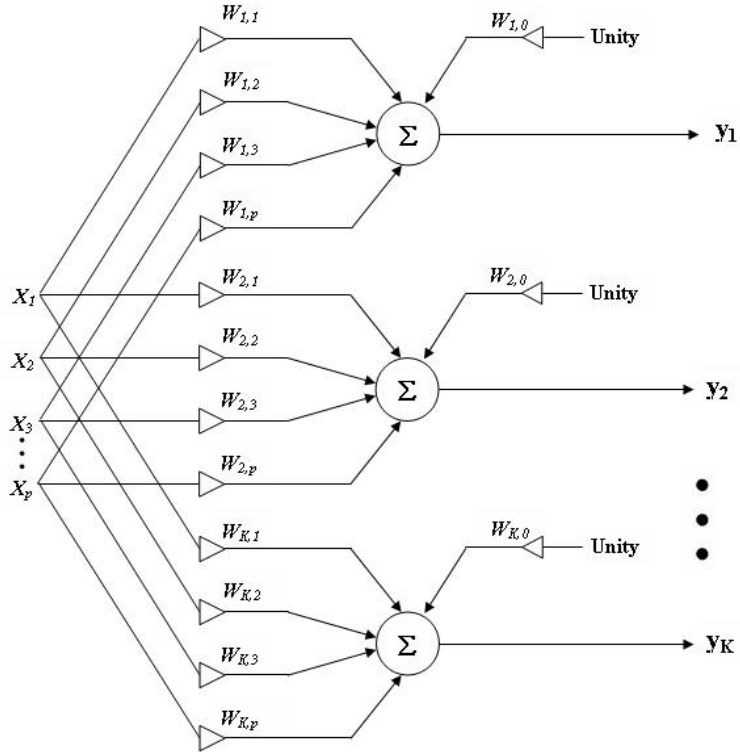 W1,1
W1,0
Unity
W1,2
Σ
y1
W1,3
W1,p
X1
W2,1
W2,0
Unity
X2
W2,2
Σ
y2
X3
W2,3
Xp
W2,p
WK,1
WK,0
Unity
WK,2
Σ
yK
WK,3
WK,p